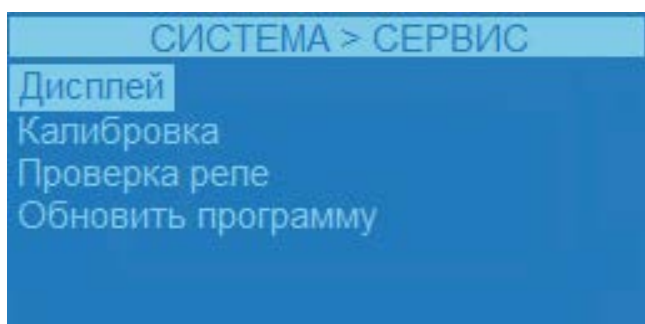 СИСТЕМА > СЕРВИС
Дисплей
Калибровка
Проверка реле
Обновить программу